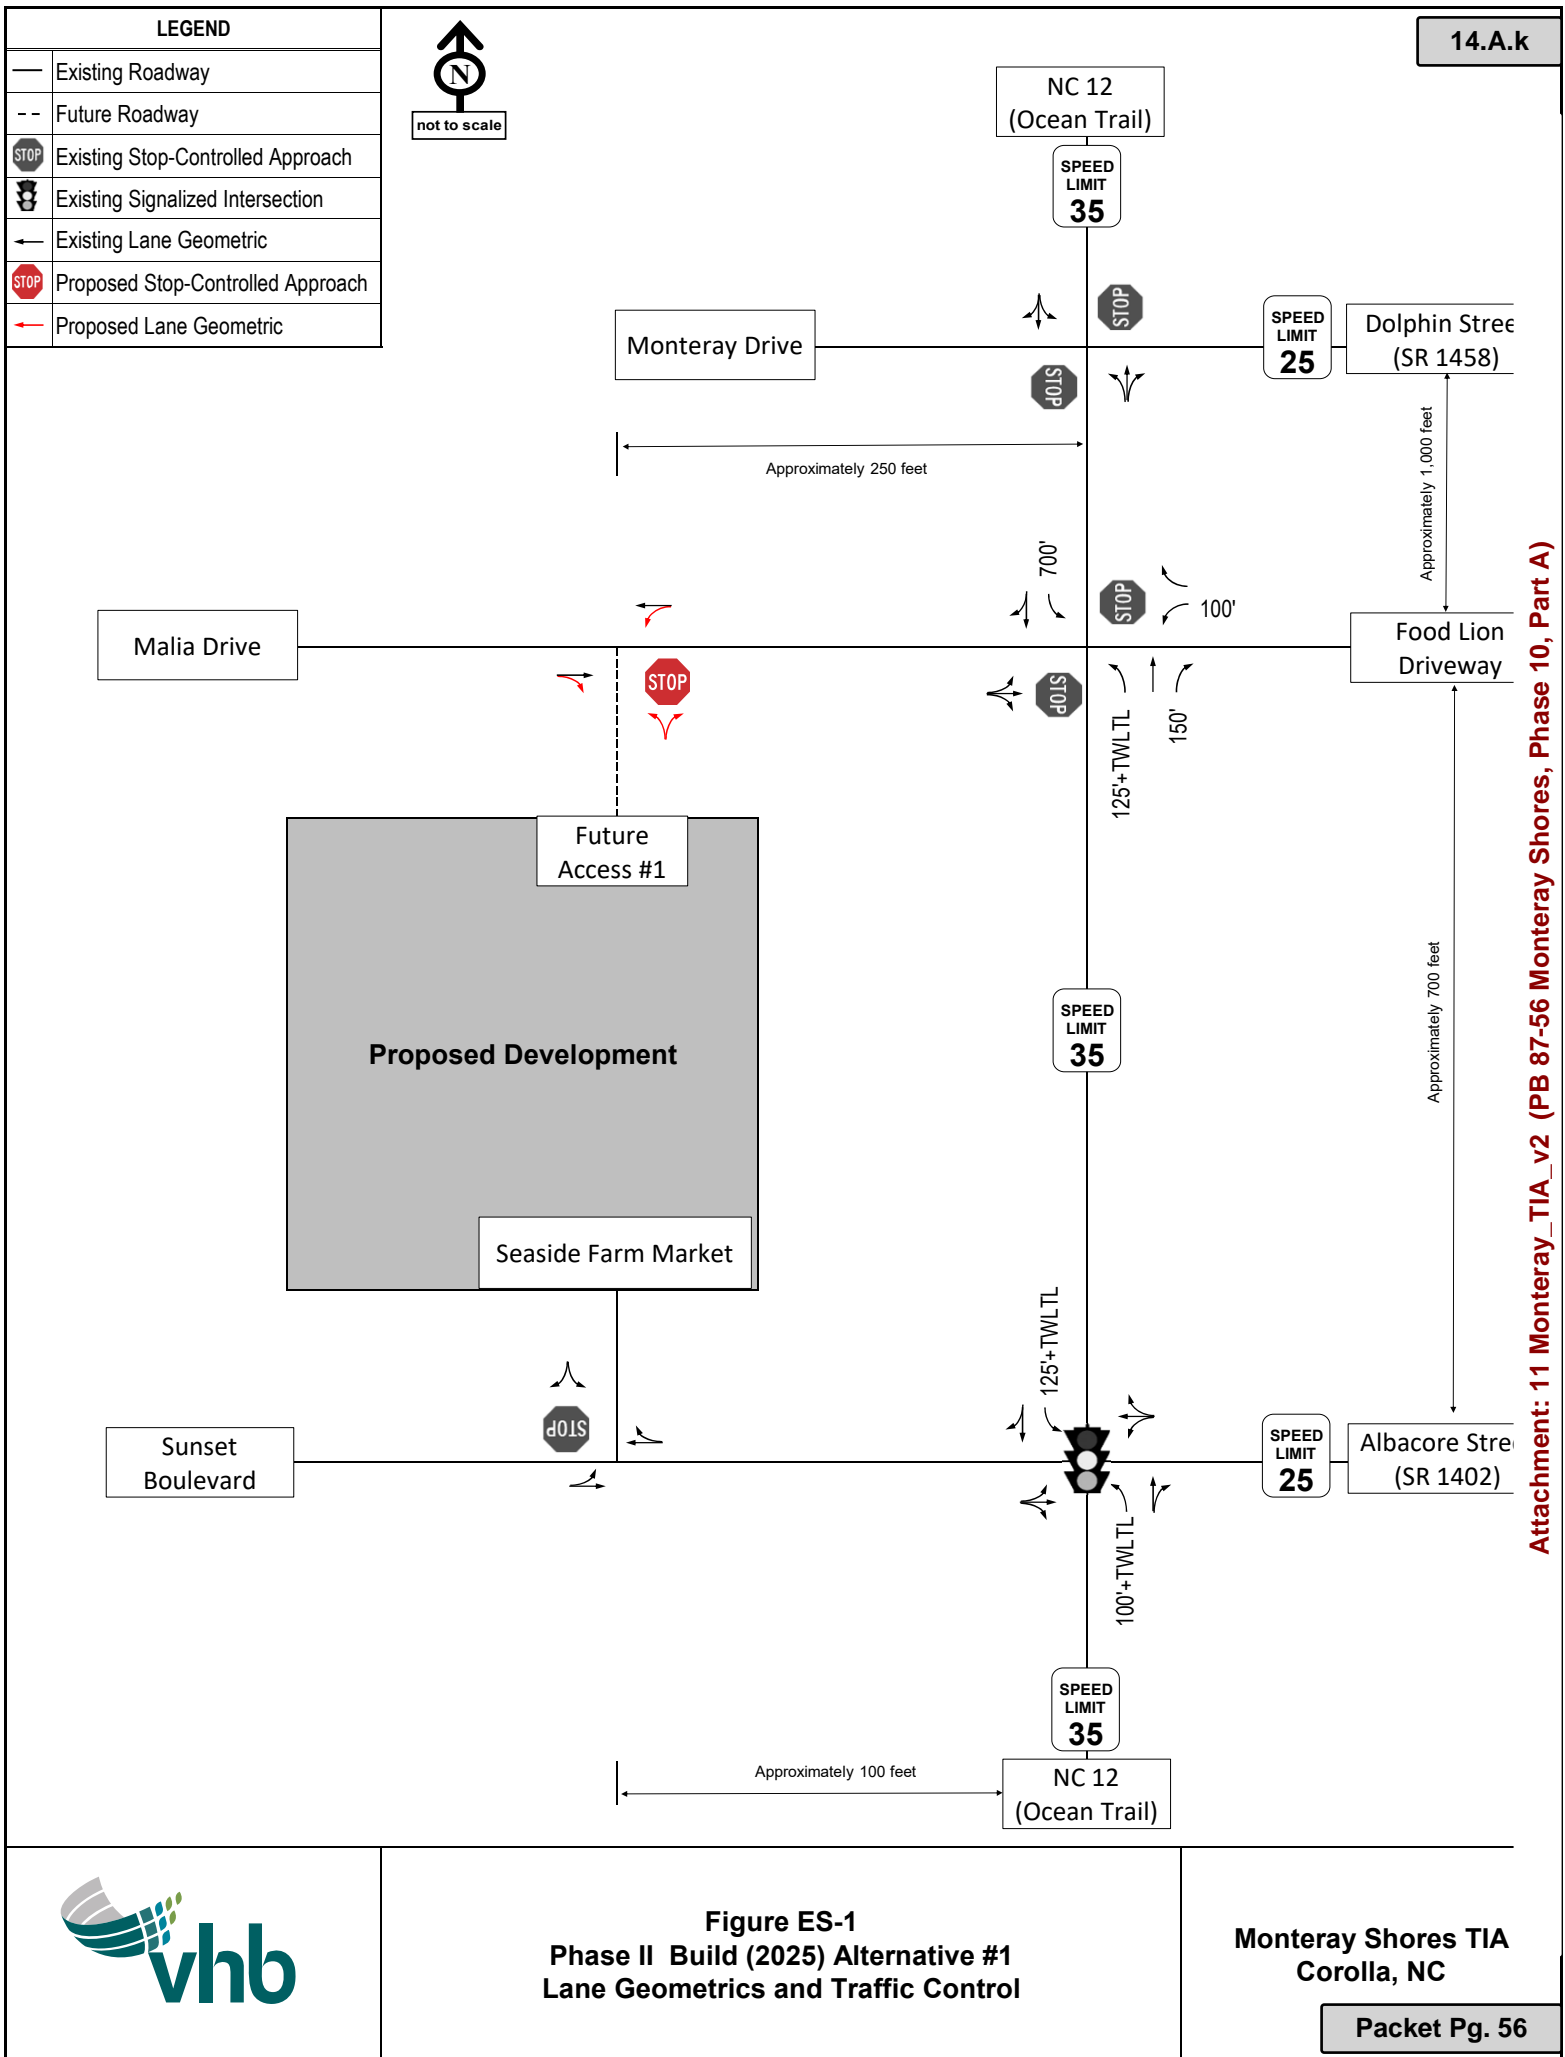 LEGEND
Existing Roadway
Future Roadway
STOP Existing Stop-Controlled Approach
Existing Signalized Intersection
Existing Lane Geometric
STOP Proposed Stop-Controlled Approach
Proposed Lane Geometric
N
not to scale
14.A.k
NC 12
(Ocean Trail)
SPEED
LIMIT
35
STOP
Monteray Drive
SPEED
LIMIT
25
Dolphin Stree
(SR 1458)
STOP
Approximately 250 feet
Approximately 1,000 feet
700'
STOP
100'
Malia Drive
Food Lion
Driveway
STOP
STOP
125'+TWLTL
150'
Future
Access #1
Proposed Development
SPEED
LIMIT
35
Approximately 700 feet
Seaside Farm Market
125'+TWLTL
STOP
Sunset
Boulevard
SPEED
LIMIT
25
Albacore Stre
(SR 1402)
100'+TWLTL
SPEED
LIMIT
35
Approximately 100 feet
NC 12
(Ocean Trail)
Attachment: 11 Monteray_TIA_v2 (PB 87-56 Monteray Shores, Phase 10, Part A)
vhb
Figure ES-1
Phase II Build (2025) Alternative #1
Lane Geometrics and Traffic Control
Monteray Shores TIA
Corolla, NC
Packet Pg. 56